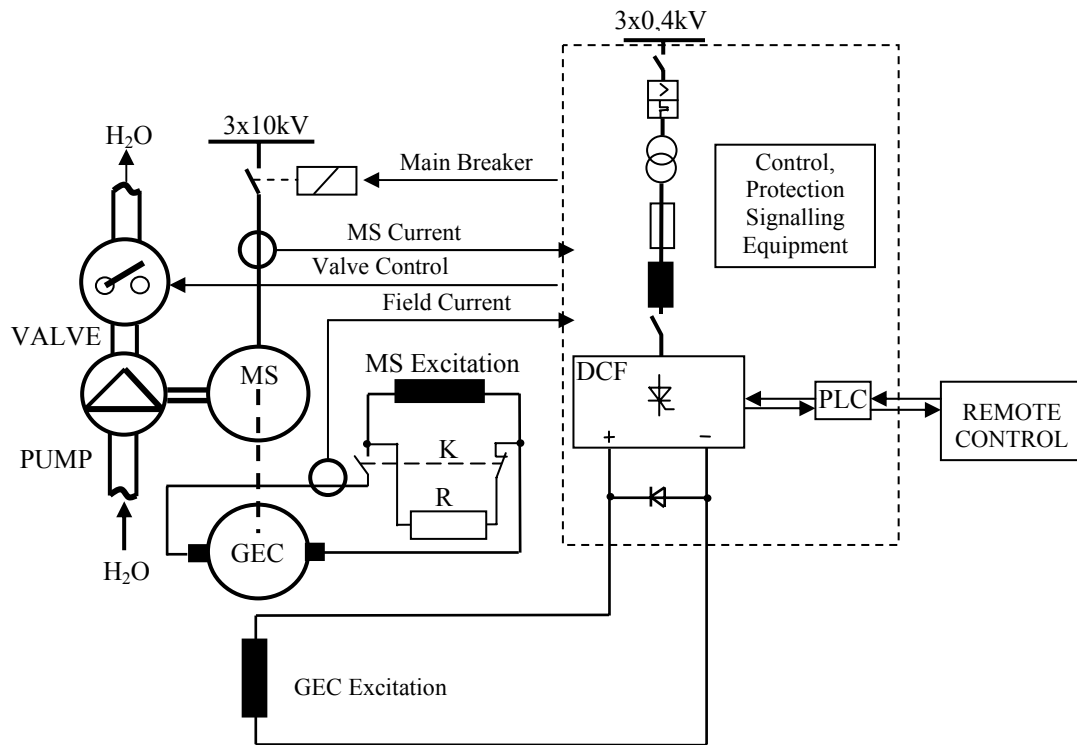 3x0,4kV
3x10kV
H₂O
Main Breaker
Control,
Protection
Signalling
Equipment
MS Current
Valve Control
Field Current
VALVE
MS
MS Excitation
DCF
PLC
REMOTE
CONTROL
+
−
PUMP
K
R
GEC
H₂O
GEC Excitation